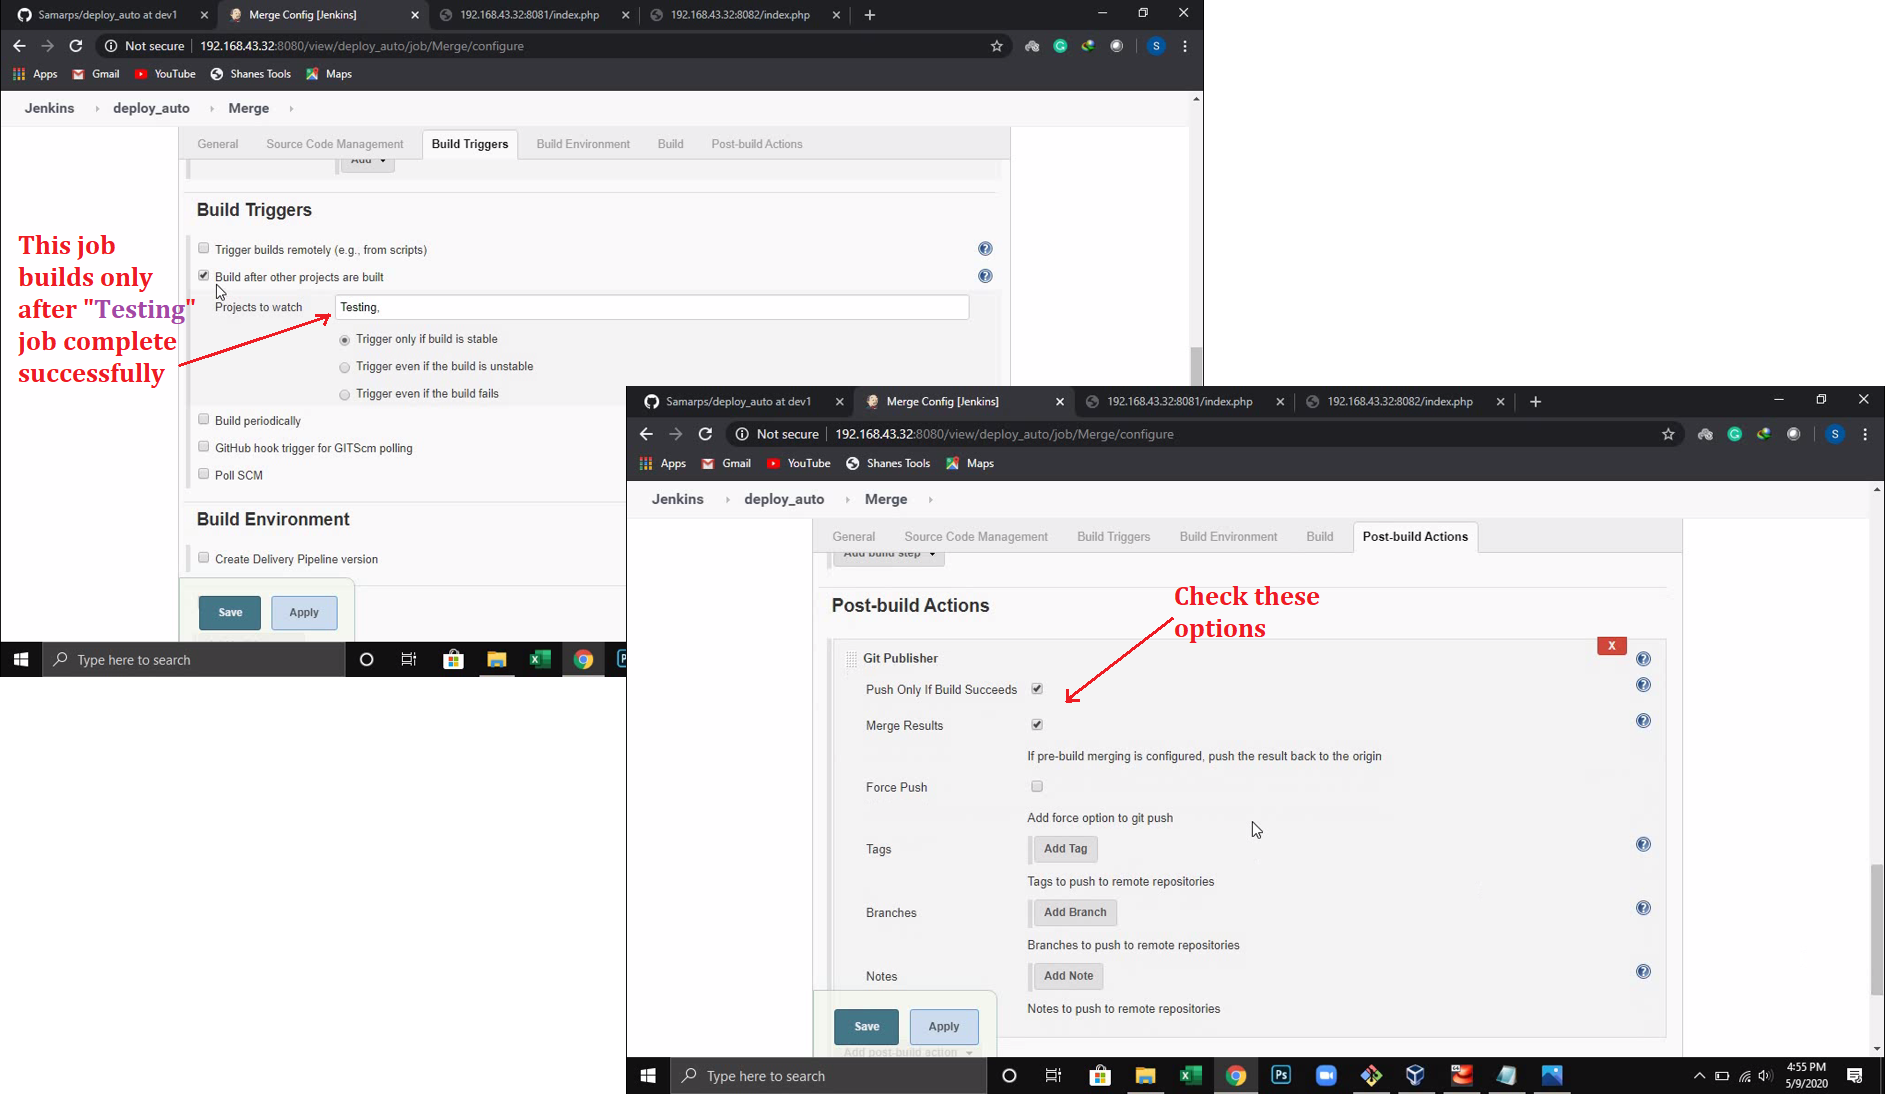 Samarps/deploy_auto at dev1
Merge Config [Jenkins]
192.168.43.32:8081/index.php
192.168.43.32:8082/index.php
Not secure
192.168.43.32:8080/view/deploy_auto/job/Merge/configure
S
Apps
Gmail
YouTube
Shanes Tools
Maps
Jenkins
deploy_auto
Merge
General
Source Code Management
Build Triggers
Build Environment
Build
Post-build Actions
Add
Build Triggers
This job
builds only
after "Testing"
job complete
successfully
Trigger builds remotely (e.g., from scripts)
Build after other projects are built
Projects to watch
Testing,
Trigger only if build is stable
Trigger even if the build is unstable
Trigger even if the build fails
Build periodically
GitHub hook trigger for GITScm polling
Poll SCM
Build Environment
Create Delivery Pipeline version
Save
Apply
Type here to search
Samarps/deploy_auto at dev1
Merge Config [Jenkins]
192.168.43.32:8081/index.php
192.168.43.32:8082/index.php
Not secure
192.168.43.32:8080/view/deploy_auto/job/Merge/configure
S
Apps
Gmail
YouTube
Shanes Tools
Maps
Jenkins
deploy_auto
Merge
General
Source Code Management
Build Triggers
Build Environment
Build
Post-build Actions
Add build step
Post-build Actions
Check these
options
X
Git Publisher
Push Only If Build Succeeds
Merge Results
If pre-build merging is configured, push the result back to the origin
Force Push
Add force option to git push
Tags
Add Tag
Tags to push to remote repositories
Branches
Add Branch
Branches to push to remote repositories
Notes
Add Note
Notes to push to remote repositories
Save
Apply
Add post-build action
Type here to search
Ps
4:55 PM
5/9/2020